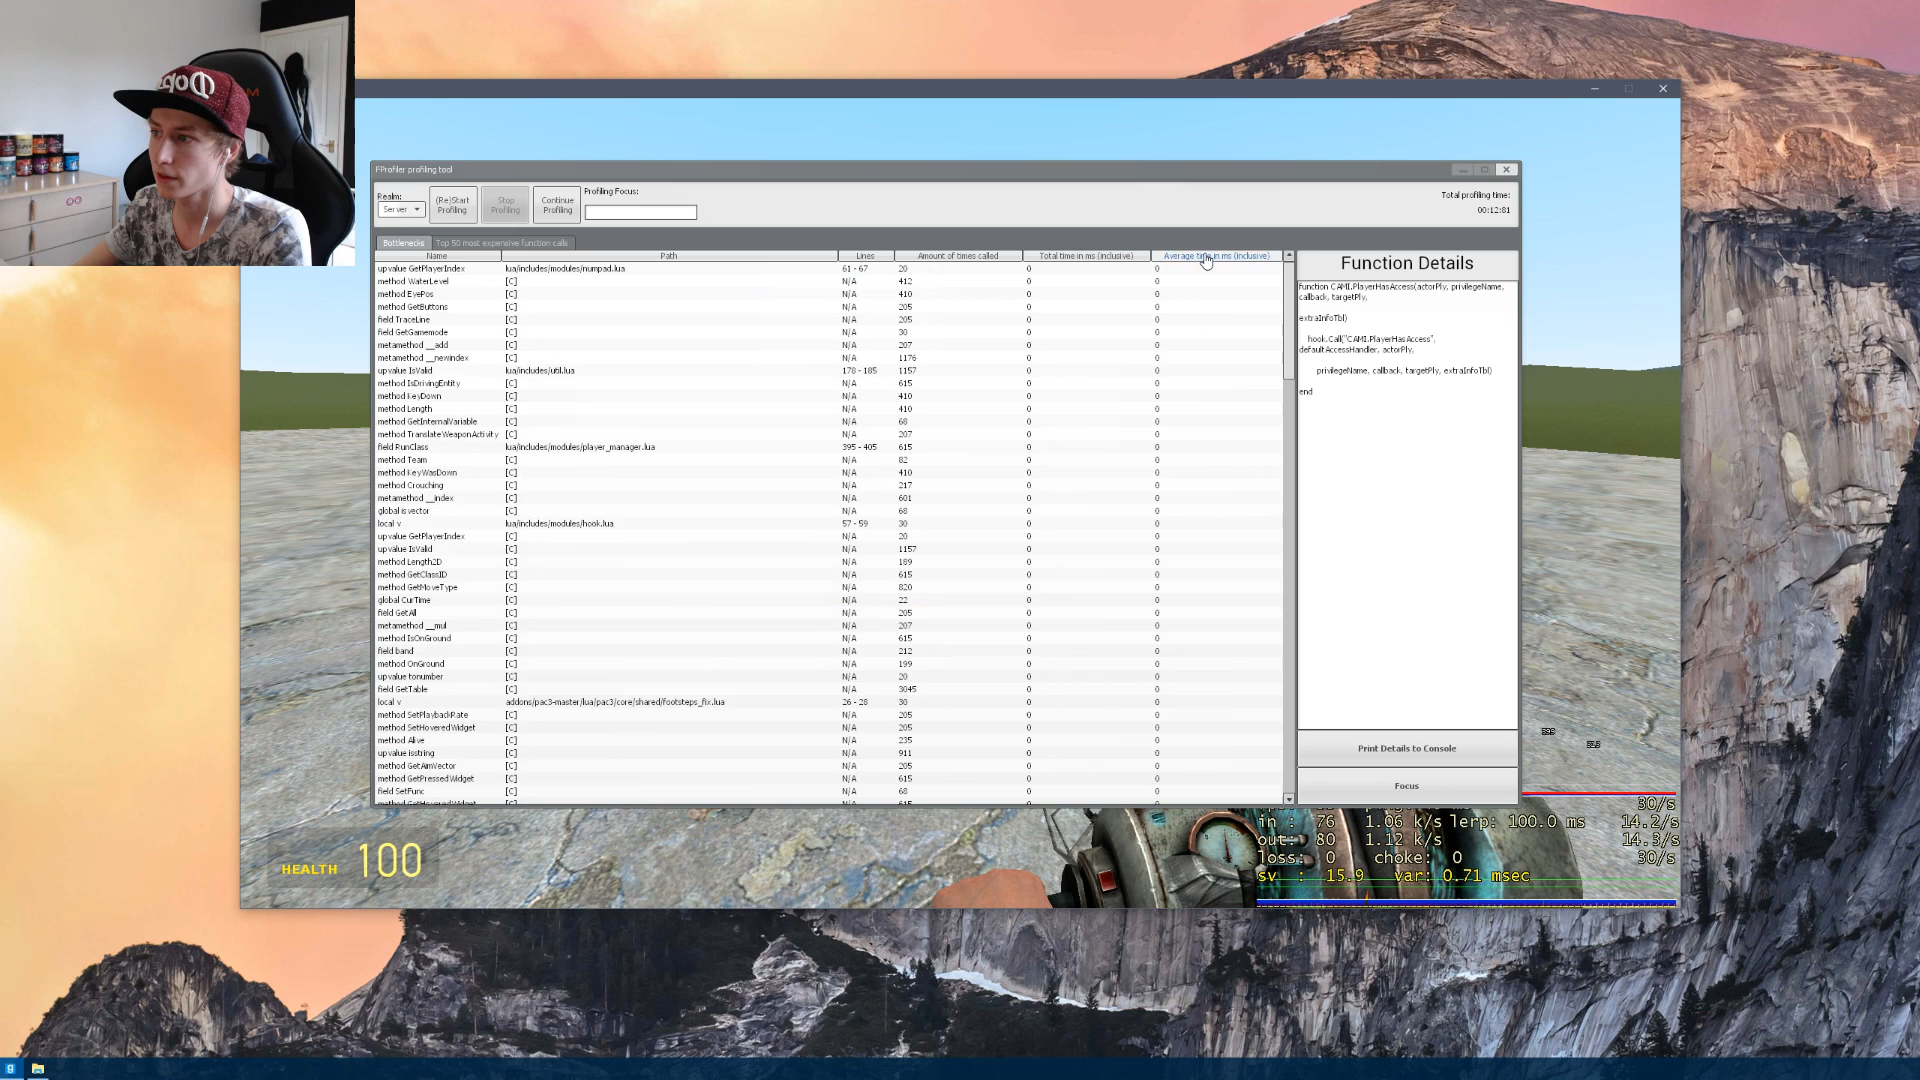 FProfiler profiling tool
Realm:
Server
(Re)Start
Profiling
Stop
Profiling
Continue
Profiling
Profiling Focus:
Total profiling time:
00:12:81
Bottlenecks
Top 50 most expensive function calls
Name Path Lines Amount of times called Total time in ms (inclusive) Average time in ms (inclusive)
upvalue GetPlayerIndex lua/includes/modules/numpad.lua 61 - 67 20 0 0
method WaterLevel [C] N/A 412 0 0
method EyePos [C] N/A 410 0 0
method GetButtons [C] N/A 205 0 0
field TraceLine [C] N/A 205 0 0
field GetGamemode [C] N/A 30 0 0
metamethod __add [C] N/A 207 0 0
metamethod __newindex [C] N/A 1176 0 0
upvalue IsValid lua/includes/util.lua 178 - 185 1157 0 0
method IsDrivingEntity [C] N/A 615 0 0
method KeyDown [C] N/A 410 0 0
method Length [C] N/A 410 0 0
method GetInternalVariable [C] N/A 68 0 0
method TranslateWeaponActivity [C] N/A 207 0 0
field RunClass lua/includes/modules/player_manager.lua 395 - 405 615 0 0
method Team [C] N/A 82 0 0
method KeyWasDown [C] N/A 410 0 0
method Crouching [C] N/A 217 0 0
metamethod __index [C] N/A 601 0 0
global isvector [C] N/A 68 0 0
local v lua/includes/modules/hook.lua 57 - 59 30 0 0
upvalue GetPlayerIndex [C] N/A 20 0 0
upvalue IsValid [C] N/A 1157 0 0
method Length2D [C] N/A 189 0 0
method GetClassID [C] N/A 615 0 0
method GetMoveType [C] N/A 820 0 0
global CurTime [C] N/A 22 0 0
field GetAll [C] N/A 205 0 0
metamethod __mul [C] N/A 207 0 0
method IsOnGround [C] N/A 615 0 0
field band [C] N/A 212 0 0
method OnGround [C] N/A 199 0 0
upvalue tonumber [C] N/A 20 0 0
field GetTable [C] N/A 3045 0 0
local v addons/pac3-master/lua/pac3/core/shared/footsteps_fix.lua 26 - 28 30 0 0
method SetPlaybackRate [C] N/A 205 0 0
method SetHoveredWidget [C] N/A 205 0 0
method Alive [C] N/A 235 0 0
upvalue isstring [C] N/A 911 0 0
method GetAimVector [C] N/A 205 0 0
method GetPressedWidget [C] N/A 615 0 0
field SetFunc [C] N/A 68 0 0
Function Details
function CAMI.PlayerHasAccess(actorPly, privilegeName,
callback, targetPly,
extraInfoTbl)
hook.Call("CAMI.PlayerHasAccess",
defaultAccessHandler, actorPly,
privilegeName, callback, targetPly, extraInfoTbl)
end
Print Details to Console
Focus
30/s
in : 76 1.06 k/s lerp: 100.0 ms 14.2/s
out: 80 1.12 k/s 14.3/s
loss: 0 choke: 0 30/s
sv : 15.9 var: 0.71 msec
HEALTH 100